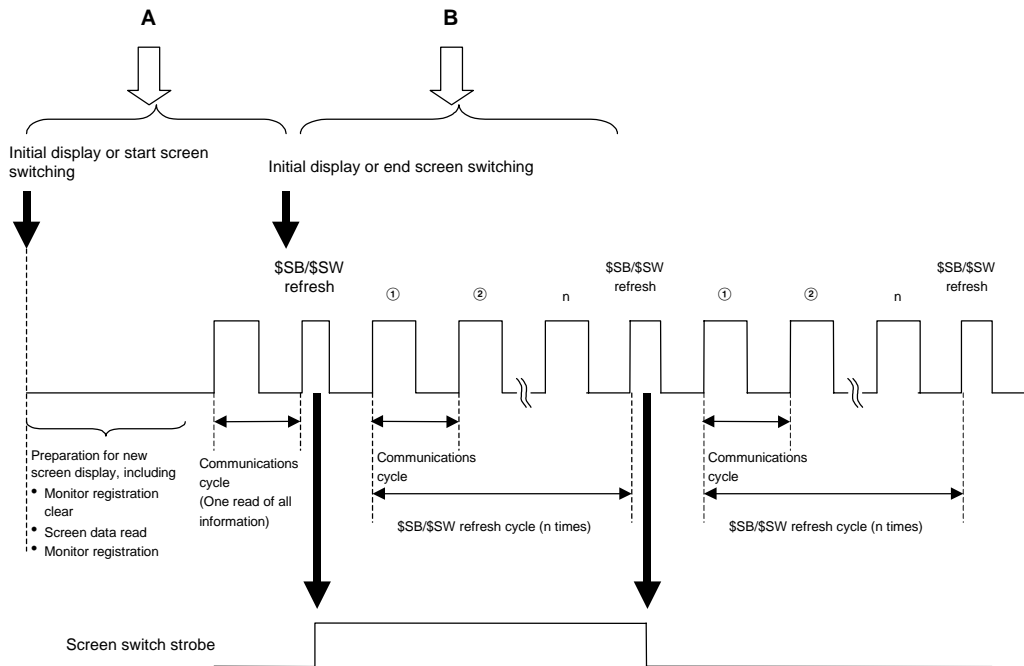 A
B
Initial display or start screen
switching
Initial display or end screen switching
$SB/$SW
refresh
①
②
n
$SB/$SW
refresh
①
②
n
$SB/$SW
refresh
Preparation for new
screen display, including
• Monitor registration
clear
• Screen data read
• Monitor registration
Communications
cycle
(One read of all
information)
Communications
cycle
$SB/$SW refresh cycle (n times)
Communications
cycle
$SB/$SW refresh cycle (n times)
Screen switch strobe